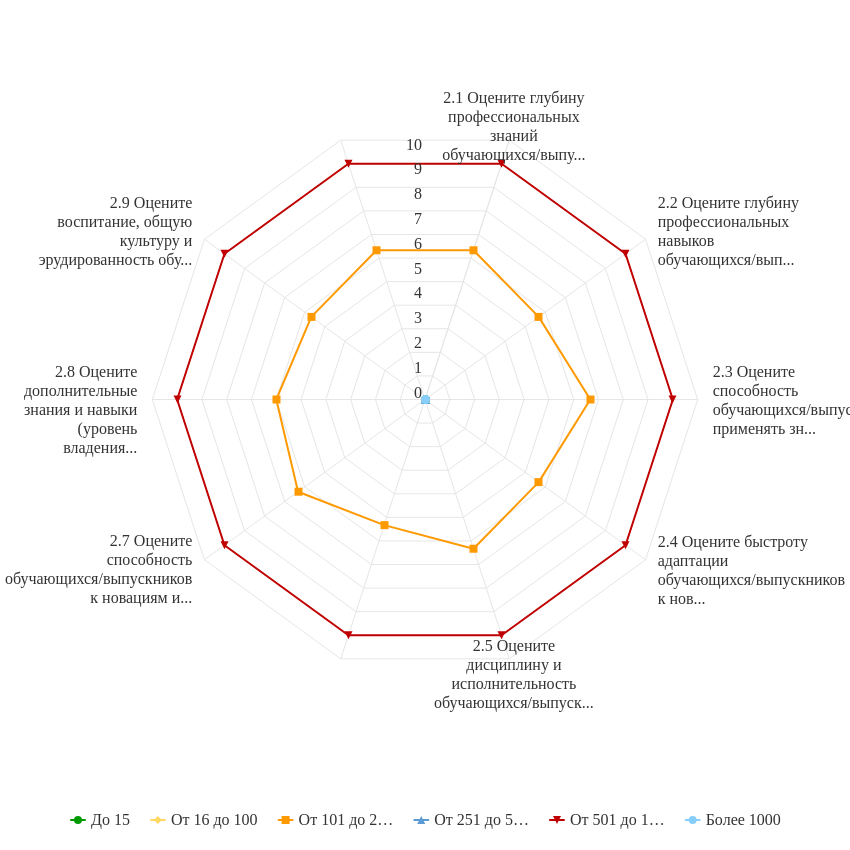 2.1 Оцените глубину
профессиональных
знаний
обучающихся/выпу...
10
9
8
7
6
5
4
3
2
1
0
2.2 Оцените глубину
профессиональных
навыков
обучающихся/вып...
2.3 Оцените
способность
обучающихся/выпус
применять зн...
2.4 Оцените быстроту
адаптации
обучающихся/выпускников
к нов...
2.5 Оцените
дисциплину и
исполнительность
обучающихся/выпуск...
2.7 Оцените
способность
обучающихся/выпускников
к новациям и...
2.8 Оцените
дополнительные
знания и навыки
(уровень
владения...
2.9 Оцените
воспитание, общую
культуру и
эрудированность обу...
До 15
От 16 до 100
От 101 до 2…
От 251 до 5…
От 501 до 1…
Более 1000